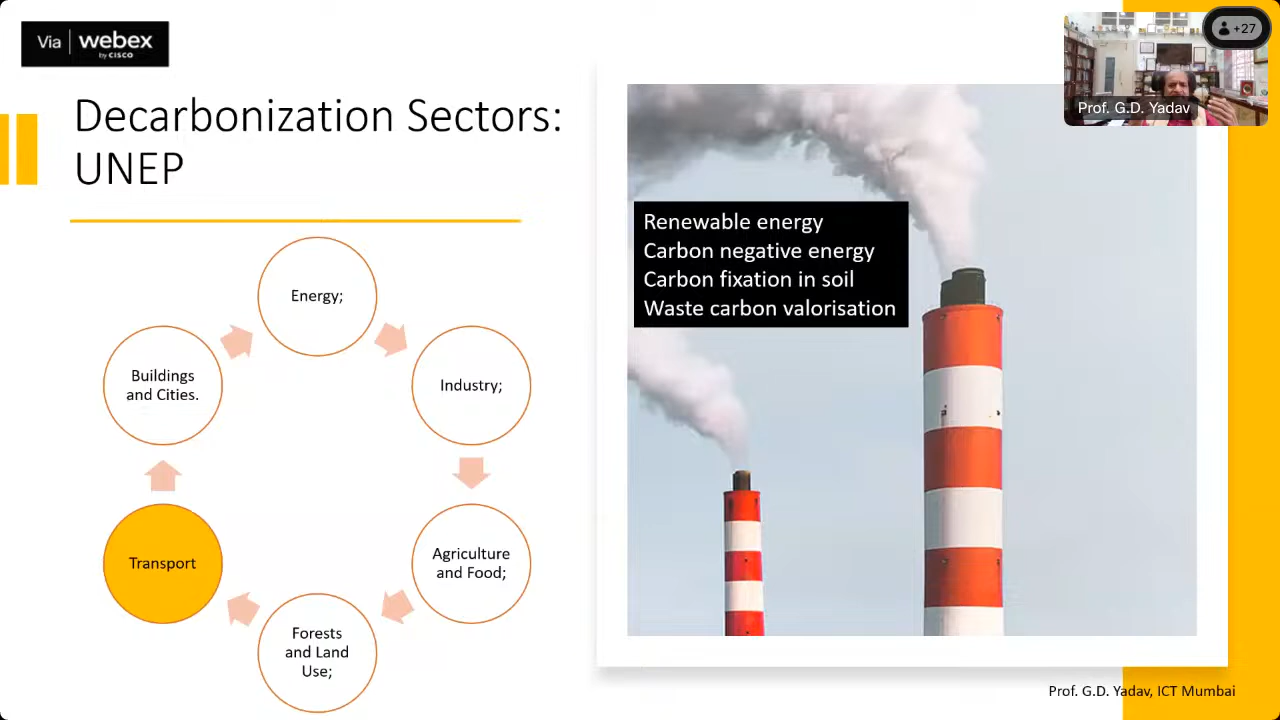 Via | webex
by CISCO
+27
Prof. G.D. Yadav
Decarbonization Sectors:
UNEP
Renewable energy
Carbon negative energy
Carbon fixation in soil
Waste carbon valorisation
Energy;
Industry;
Agriculture
and Food;
Forests
and Land
Use;
Transport
Buildings
and Cities.
Prof. G.D. Yadav, ICT Mumbai